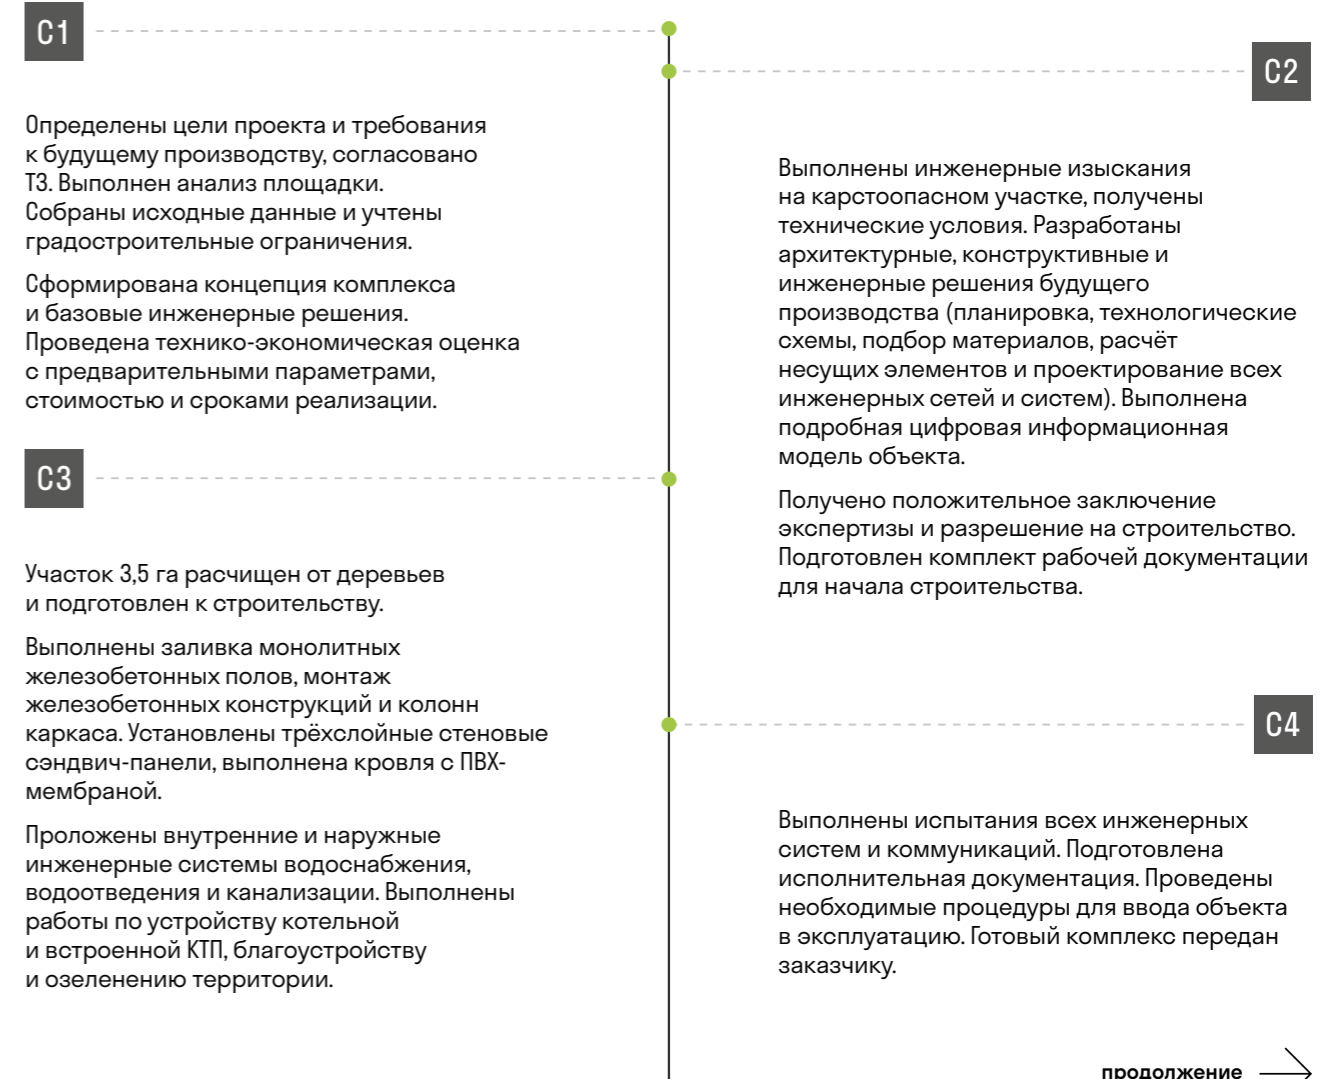 С1
Определены цели проекта и требования
к будущему производству, согласовано
ТЗ. Выполнен анализ площадки.
Собраны исходные данные и учтены
градостроительные ограничения.
Сформирована концепция комплекса
и базовые инженерные решения.
Проведена технико-экономическая оценка
с предварительными параметрами,
стоимостью и сроками реализации.
С2
Выполнены инженерные изыскания
на карстоопасном участке, получены
технические условия. Разработаны
архитектурные, конструктивные и
инженерные решения будущего
производства (планировка, технологические
схемы, подбор материалов, расчёт
несущих элементов и проектирование всех
инженерных сетей и систем). Выполнена
подробная цифровая информационная
модель объекта.
Получено положительное заключение
экспертизы и разрешение на строительство.
Подготовлен комплект рабочей документации
для начала строительства.
С3
Участок 3,5 га расчищен от деревьев
и подготовлен к строительству.
Выполнены заливка монолитных
железобетонных полов, монтаж
железобетонных конструкций и колонн
каркаса. Установлены трёхслойные стеновые
сэндвич-панели, выполнена кровля с ПВХ-
мембраной.
Проложены внутренние и наружные
инженерные системы водоснабжения,
водоотведения и канализации. Выполнены
работы по устройству котельной
и встроенной КТП, благоустройству
и озеленению территории.
С4
Выполнены испытания всех инженерных
систем и коммуникаций. Подготовлена
исполнительная документация. Проведены
необходимые процедуры для ввода объекта
в эксплуатацию. Готовый комплекс передан
заказчику.
продолжение